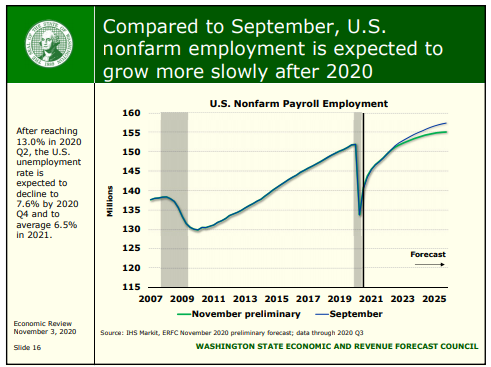 Compared to September, U.S.
nonfarm employment is expected to
grow more slowly after 2020
After reaching
13.0% in 2020
Q2, the U.S.
unemployment
rate is
expected to
decline to
7.6% by 2020
Q4 and to
average 6.5%
in 2021.
U.S. Nonfarm Payroll Employment
Millions
160
155
150
145
140
135
130
125
120
115
Forecast
2007 2009 2011 2013 2015 2017 2019 2021 2023 2025
November preliminary September
Economic Review
November 3, 2020
Slide 16
Source: IHS Markit, ERFC November 2020 preliminary forecast; data through 2020 Q3
WASHINGTON STATE ECONOMIC AND REVENUE FORECAST COUNCIL